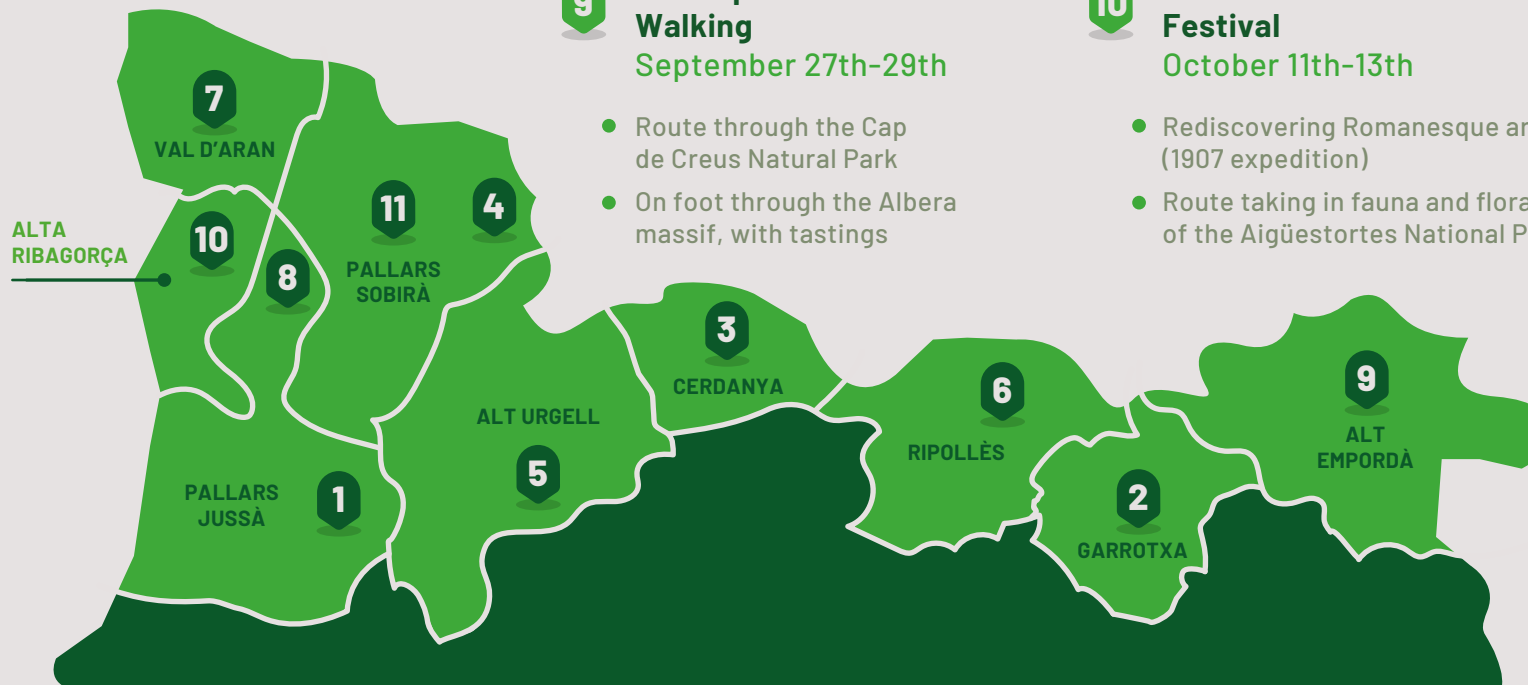 9
Walking
September 27th-29th
Route through the Cap
de Creus Natural Park
On foot through the Albera
massif, with tastings
10
Festival
October 11th-13th
Rediscovering Romanesque
(1907 expedition)
Route taking in fauna and flora
of the Aigüestortes National
7
VAL D'ARAN
ALTA
RIBAGORÇA
10
8
11
4
PALLARS
SOBIRÀ
3
CERDANYA
ALT URGELL
5
PALLARS
JUSSÀ
1
6
RIPOLLÈS
2
GARROTXA
9
ALT
EMPORDÀ